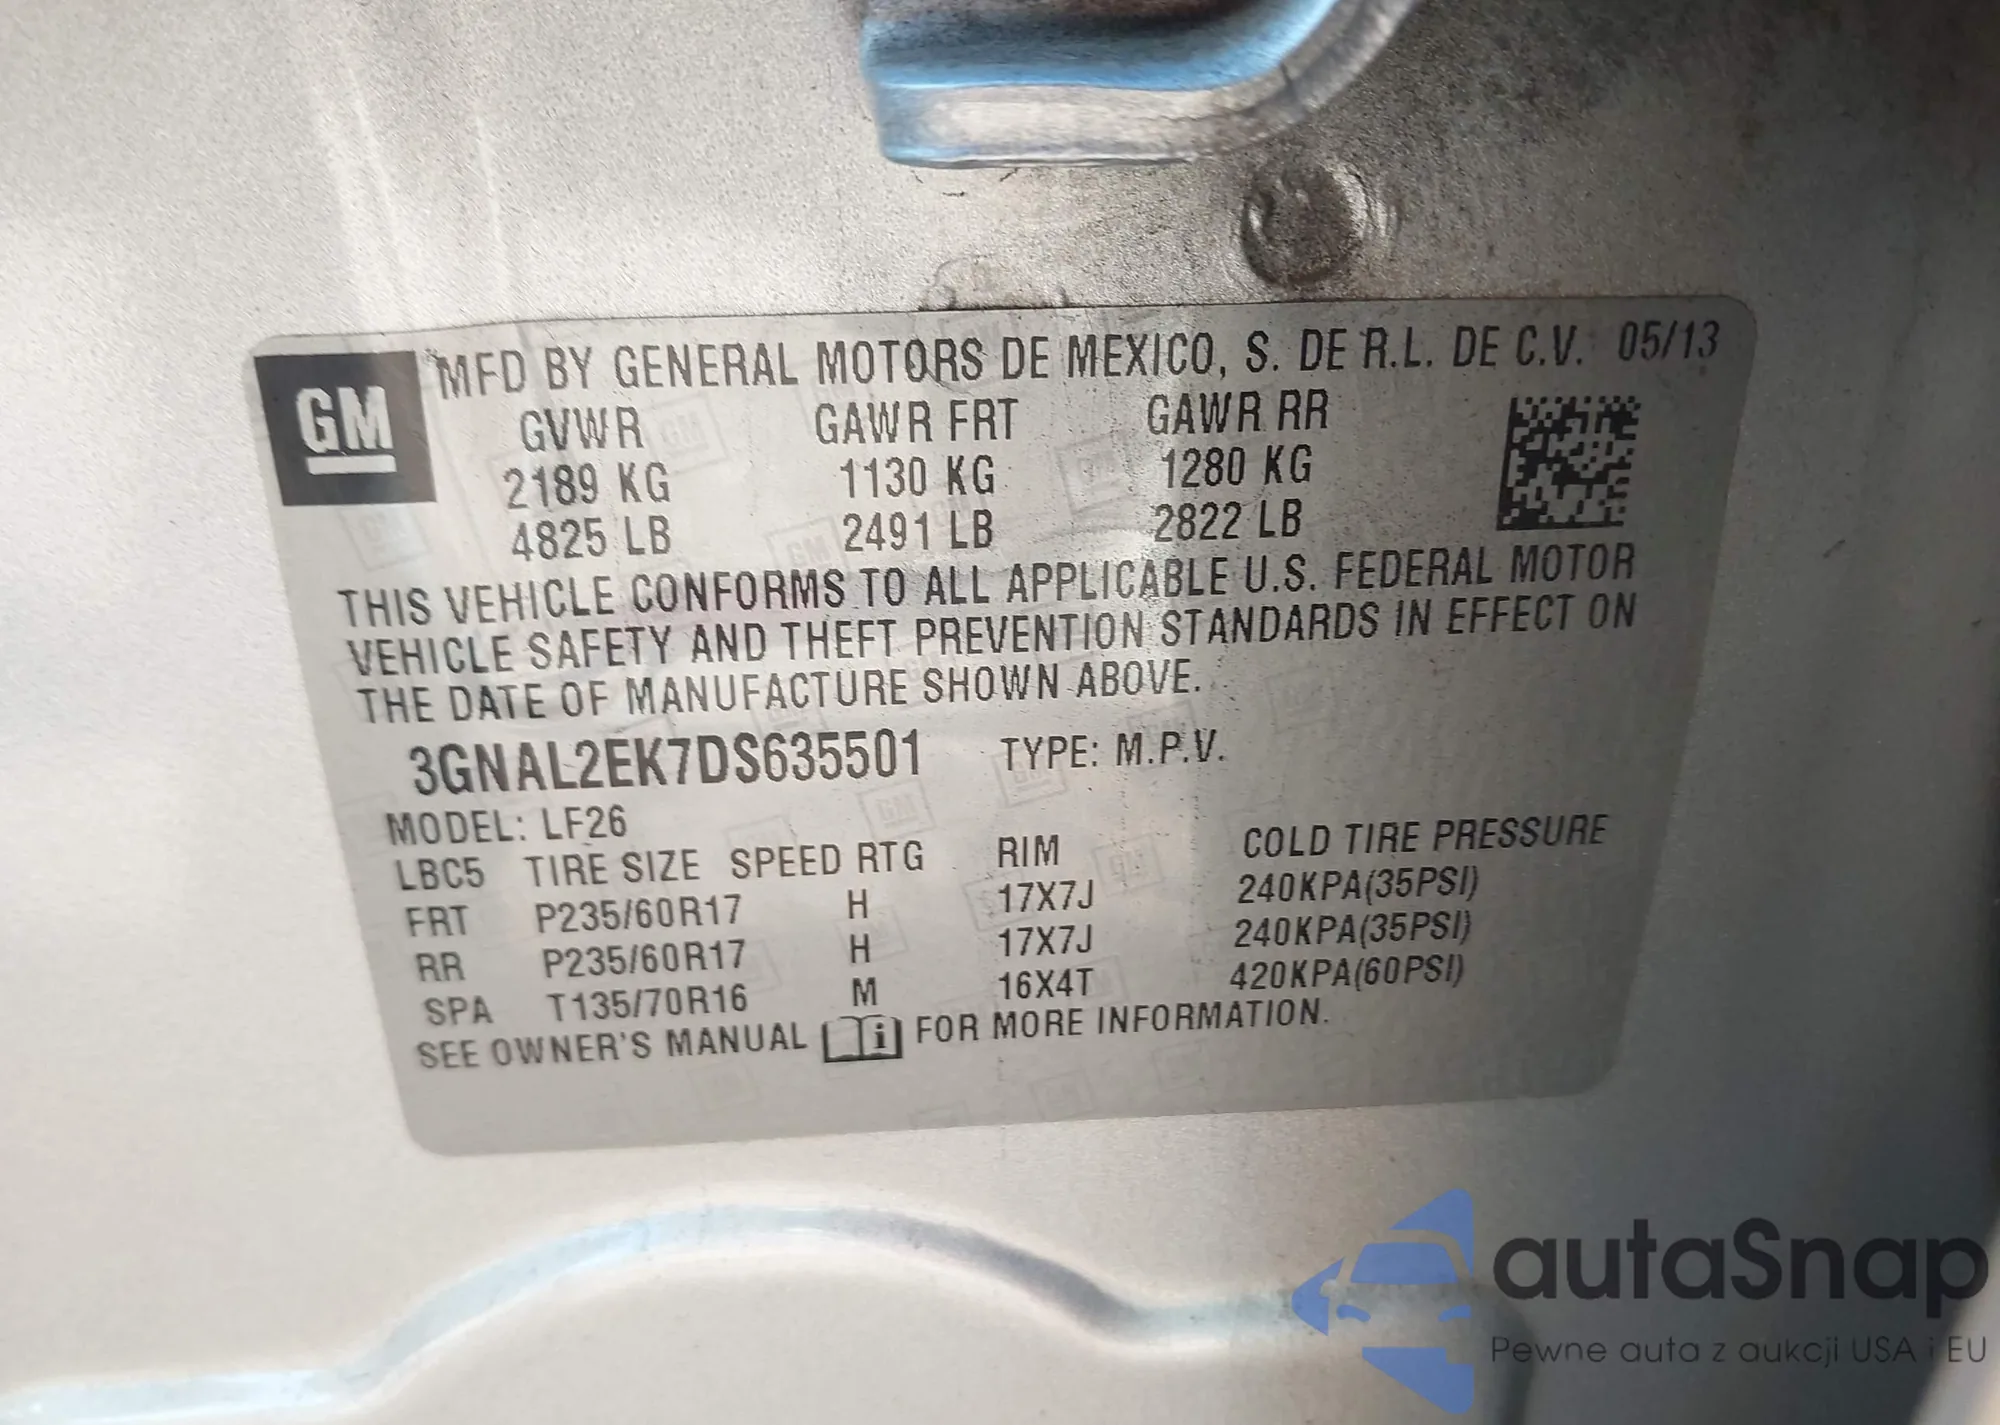 GM
MFD BY GENERAL MOTORS DE MEXICO, S. DE R.L. DE C.V. 05/13
GVWR GAWR FRT GAWR RR
2189 KG 1130 KG 1280 KG
4825 LB 2491 LB 2822 LB
THIS VEHICLE CONFORMS TO ALL APPLICABLE U.S. FEDERAL MOTOR
VEHICLE SAFETY AND THEFT PREVENTION STANDARDS IN EFFECT ON
THE DATE OF MANUFACTURE SHOWN ABOVE.
3GNAL2EK7DS635501 TYPE: M.P.V.
MODEL: LF26
LBC5 TIRE SIZE SPEED RTG RIM COLD TIRE PRESSURE
FRT P235/60R17 H 17X7J 240KPA(35PSI)
RR P235/60R17 H 17X7J 240KPA(35PSI)
SPA T135/70R16 M 16X4T 420KPA(60PSI)
SEE OWNER'S MANUAL i FOR MORE INFORMATION.
autaSnap
Pewne auta z aukcji USA i EU